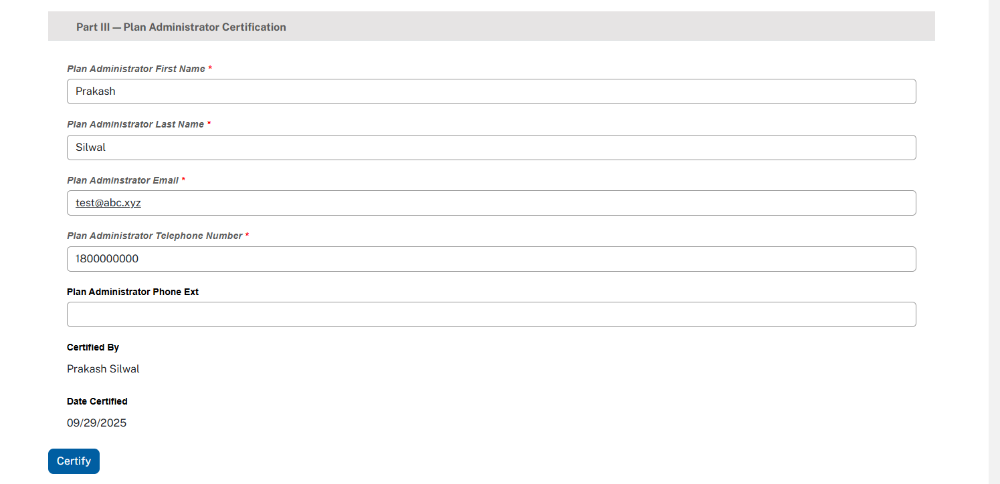 Part III — Plan Administrator Certification
Plan Administrator First Name *
Prakash
Plan Administrator Last Name *
Silwal
Plan Adminstrator Email *
test@abc.xyz
Plan Administrator Telephone Number *
1800000000
Plan Administrator Phone Ext
Certified By
Prakash Silwal
Date Certified
09/29/2025
Certify